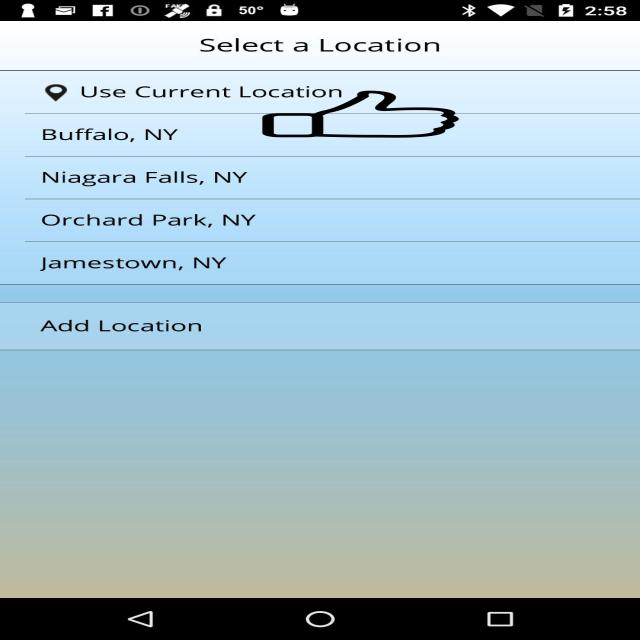 50° 2:58
Select a Location
Use Current Location
Buffalo, NY
Niagara Falls, NY
Orchard Park, NY
Jamestown, NY
Add Location